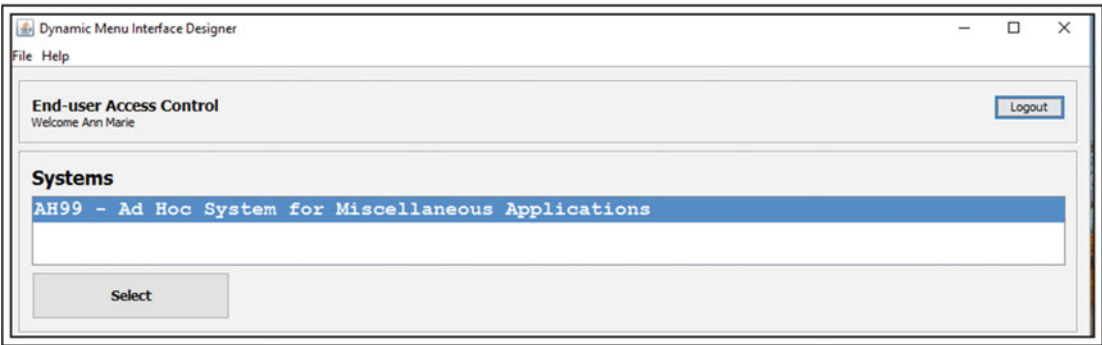 Dynamic Menu Interface Designer
File Help
End-user Access Control
Logout
Welcome Ann Marie
Systems
AH99 - Ad Hoc System for Miscellaneous Applications
Select